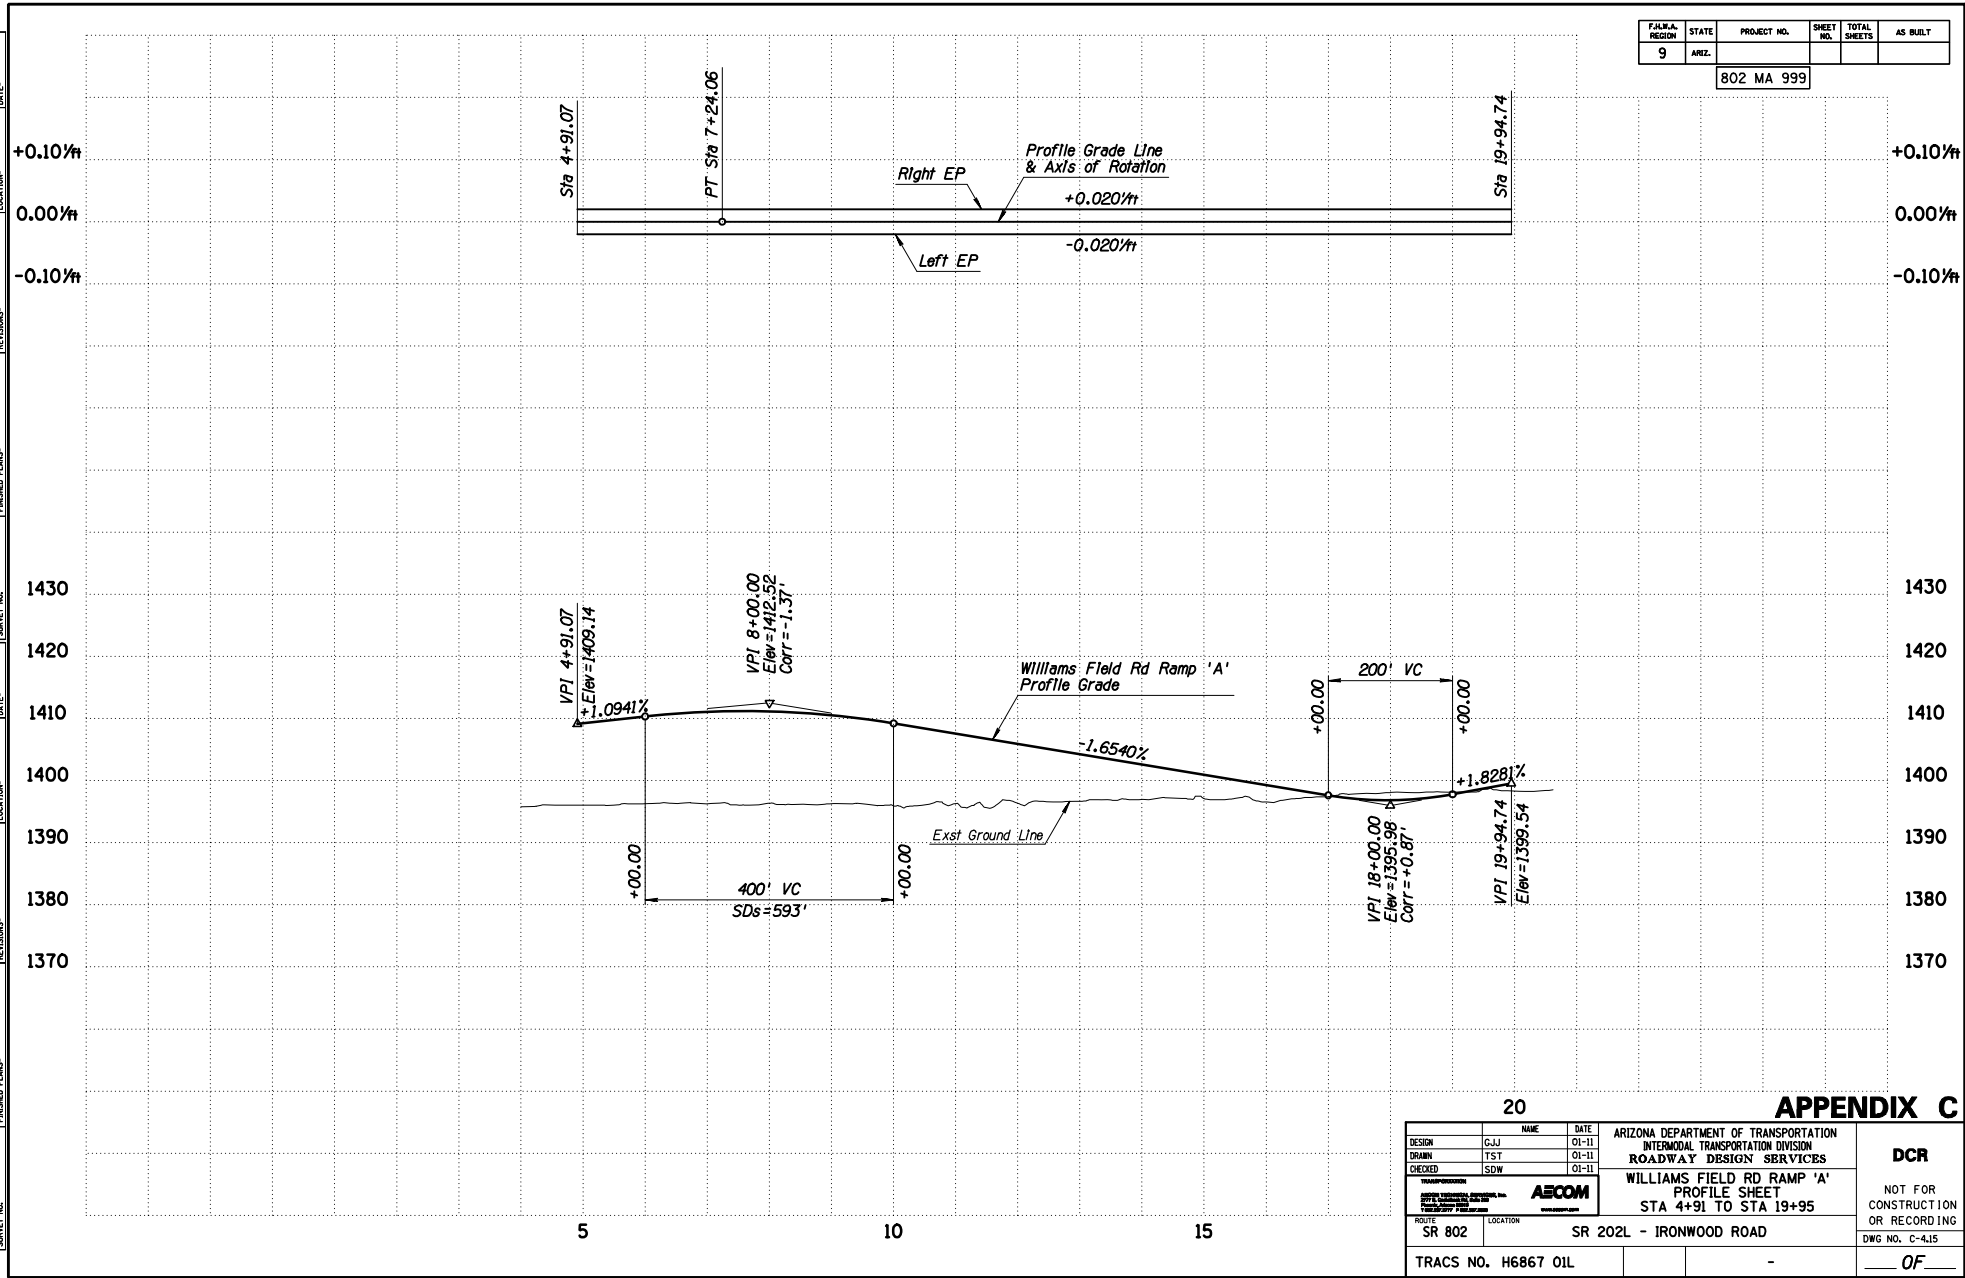 F.H.W.A. REGION STATE PROJECT NO. SHEET NO. TOTAL SHEETS AS BUILT
9 ARIZ.
802 MA 999
Sta 4+91.07
PT Sta 7+24.06
Sta 19+94.74
+0.10'/ft
+0.10'/ft
Right EP
Profile Grade Line
& Axis of Rotation
+0.020'/ft
0.00'/ft
0.00'/ft
-0.020'/ft
Left EP
-0.10'/ft
-0.10'/ft
1430
1430
1420
1420
1410
1410
1400
1400
1390
1390
1380
1380
1370
1370
VPI 4+91.07
Elev=1409.14
+1.0941%
VPI 8+00.00
Elev=1412.52
Corr=-1.37'
Williams Field Rd Ramp 'A'
Profile Grade
-1.6540%
200' VC
+00.00
+00.00
+1.8281%
Exst Ground Line
+00.00
+00.00
400' VC
SDs=593'
VPI 18+00.00
Elev=1395.98
Corr=+0.87'
VPI 19+94.74
Elev=1399.54
5
10
15
20
APPENDIX C
NAME DATE
DESIGN GJJ 01-11
DRAWN TST 01-11
CHECKED SDW 01-11
TRANSPORTATION
AECOM
ARIZONA DEPARTMENT OF TRANSPORTATION
INTERMODAL TRANSPORTATION DIVISION
ROADWAY DESIGN SERVICES
WILLIAMS FIELD RD RAMP 'A'
PROFILE SHEET
STA 4+91 TO STA 19+95
DCR
NOT FOR
CONSTRUCTION
OR RECORDING
ROUTE
SR 802
LOCATION
SR 202L - IRONWOOD ROAD
DWG NO. C-4.15
TRACS NO. H6867 01L
-
OF